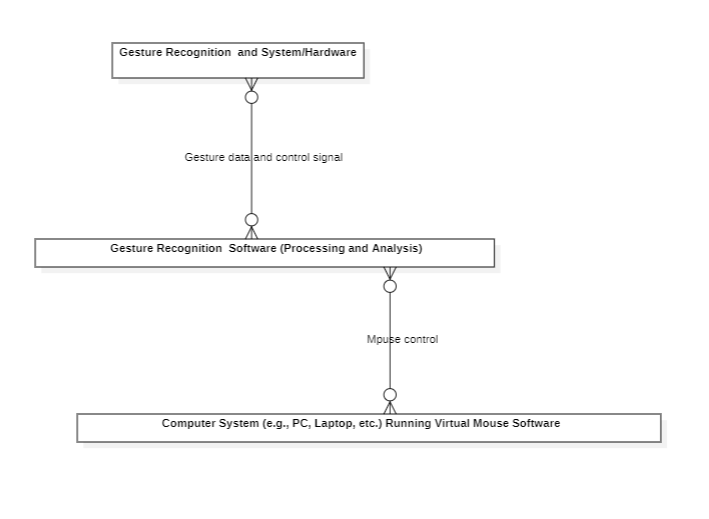 Gesture Recognition  and System/Hardware
Gesture data and control signal
Gesture Recognition  Software (Processing and Analysis)
Mpuse control
Computer System (e.g., PC, Laptop, etc.) Running Virtual Mouse Software